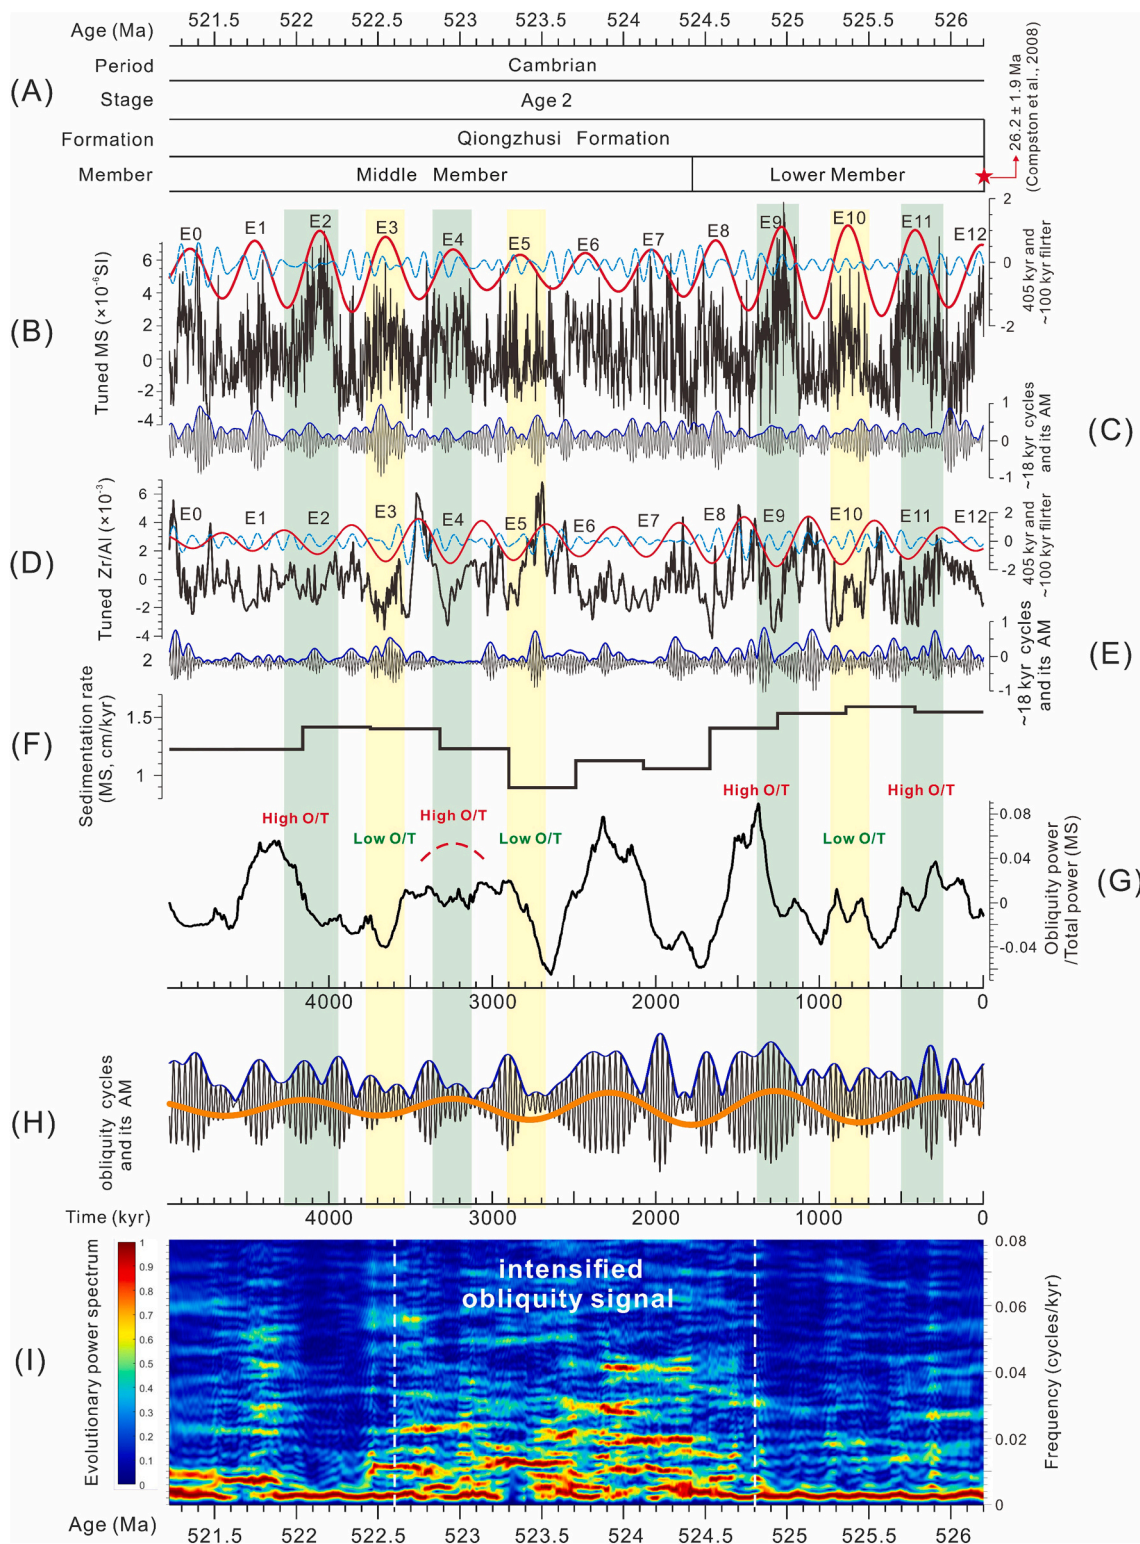 Age (Ma) 521.5 522 522.5 523 523.5 524 524.5 525 525.5 526
(A)
Period Cambrian
Stage Age 2
Formation Qiongzhusi Formation
Member Middle Member Lower Member
26.2 ± 1.9 Ma
(Compston et al., 2008)
(B)
Tuned MS (×10⁻⁸SI)
6
4
2
0
-2
-4
E0 E1 E2 E3 E4 E5 E6 E7 E8 E9 E10 E11 E12
2
0
-2
405 kyr and
~100 kyr filrter
(C)
1
0
-1
~18 kyr cycles
and its AM
(D)
Tuned Zr/Al (×10⁻³)
6
4
2
0
-2
-4
E0 E1 E2 E3 E4 E5 E6 E7 E8 E9 E10 E11 E12
2
0
-2
405 kyr and
~100 kyr filrter
(E)
1
0
-1
~18 kyr cycles
and its AM
(F)
Sedimentation rate
(MS, cm/kyr)
2
1.5
1
High O/T Low O/T High O/T Low O/T High O/T Low O/T High O/T
(G)
0.08
0.04
0
-0.04
Obliquity power
/Total power (MS)
4000 3000 2000 1000 0
(H)
obliquity cycles
and its AM
Time (kyr) 4000 3000 2000 1000 0
(I)
Evolutionary power spectrum
1
0.9
0.8
0.7
0.6
0.5
0.4
0.3
0.2
0.1
0
intensified
obliquity signal
0.08
0.06
0.04
0.02
0
Frequency (cycles/kyr)
Age (Ma) 521.5 522 522.5 523 523.5 524 524.5 525 525.5 526